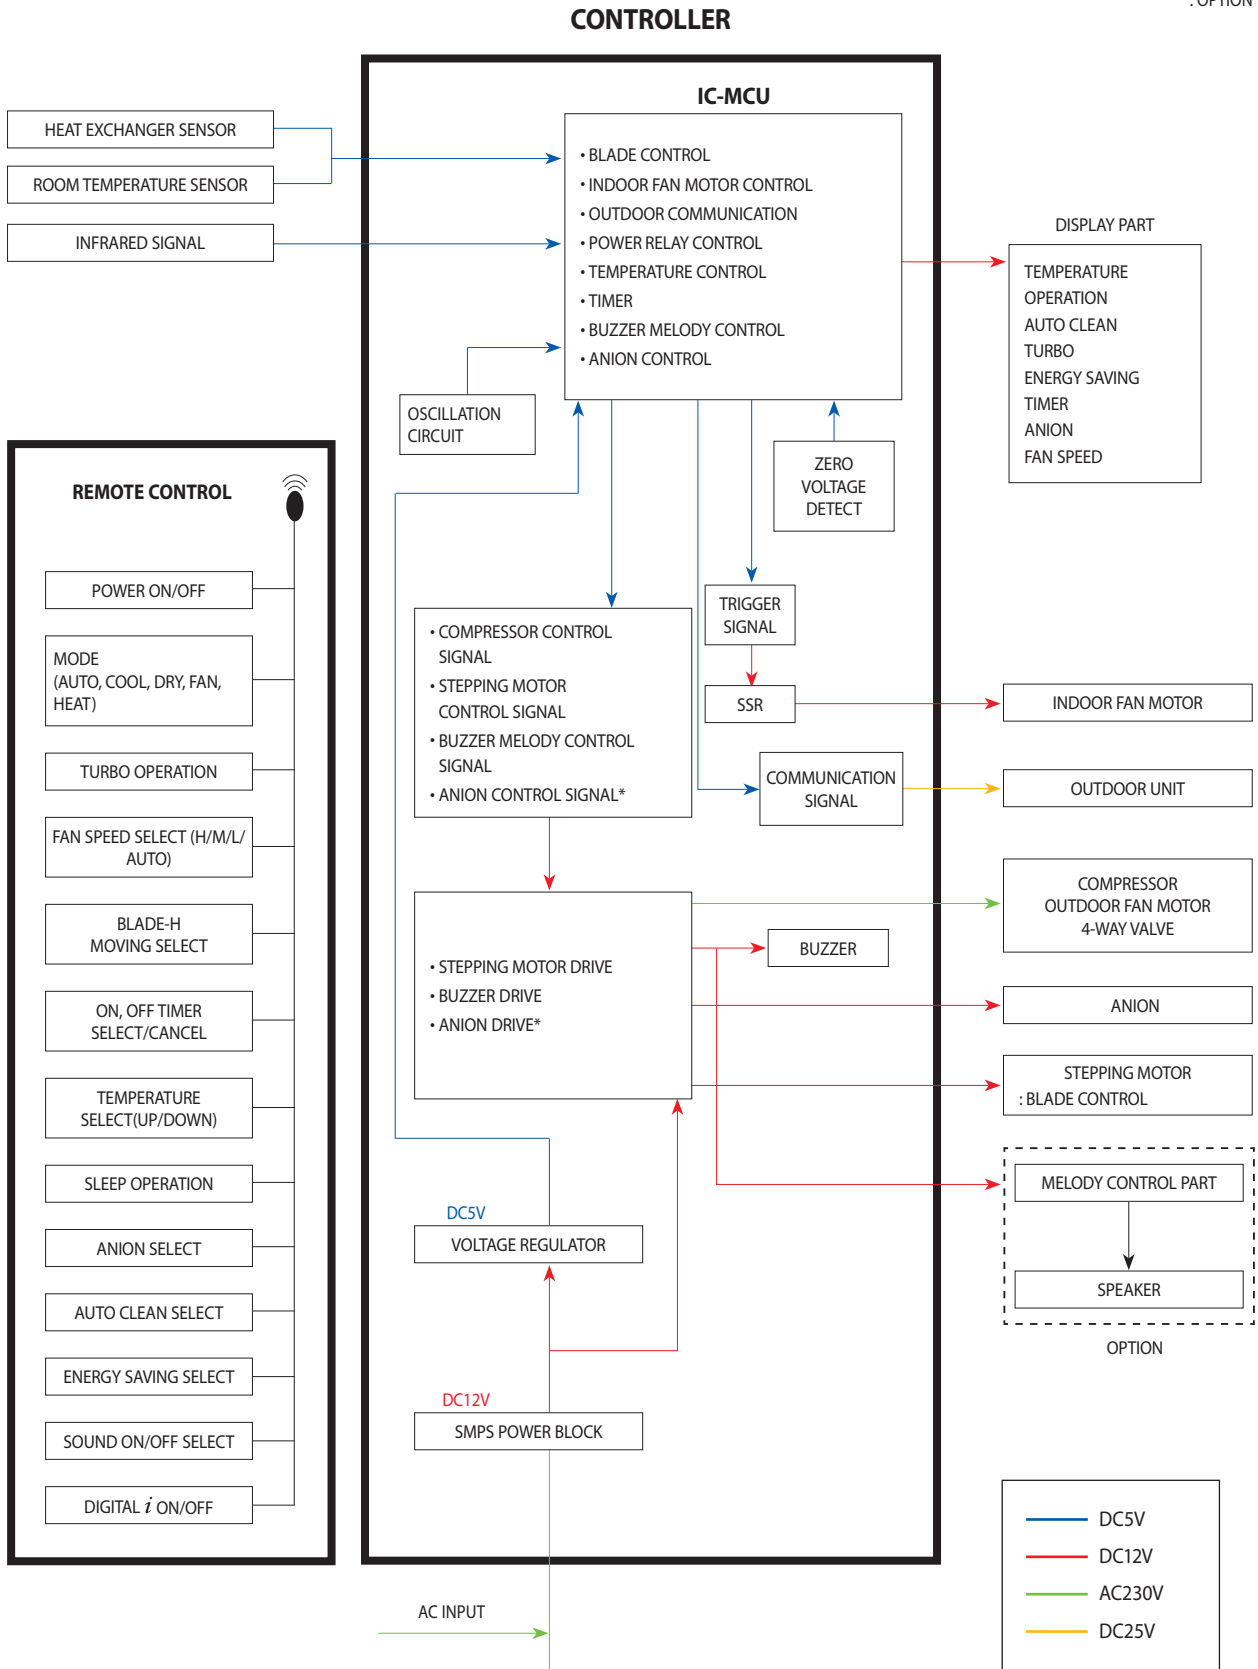 : OPTION
CONTROLLER
IC-MCU
HEAT EXCHANGER SENSOR
ROOM TEMPERATURE SENSOR
INFRARED SIGNAL
• BLADE CONTROL
• INDOOR FAN MOTOR CONTROL
• OUTDOOR COMMUNICATION
• POWER RELAY CONTROL
• TEMPERATURE CONTROL
• TIMER
• BUZZER MELODY CONTROL
• ANION CONTROL
DISPLAY PART
TEMPERATURE
OPERATION
AUTO CLEAN
TURBO
ENERGY SAVING
TIMER
ANION
FAN SPEED
OSCILLATION
CIRCUIT
ZERO
VOLTAGE
DETECT
REMOTE CONTROL
POWER ON/OFF
MODE
(AUTO, COOL, DRY, FAN,
HEAT)
TURBO OPERATION
FAN SPEED SELECT (H/M/L/
AUTO)
BLADE-H
MOVING SELECT
ON, OFF TIMER
SELECT/CANCEL
TEMPERATURE
SELECT(UP/DOWN)
SLEEP OPERATION
ANION SELECT
AUTO CLEAN SELECT
ENERGY SAVING SELECT
SOUND ON/OFF SELECT
DIGITAL i ON/OFF
TRIGGER
SIGNAL
• COMPRESSOR CONTROL
SIGNAL
• STEPPING MOTOR
CONTROL SIGNAL
• BUZZER MELODY CONTROL
SIGNAL
• ANION CONTROL SIGNAL*
SSR
INDOOR FAN MOTOR
COMMUNICATION
SIGNAL
OUTDOOR UNIT
COMPRESSOR
OUTDOOR FAN MOTOR
4-WAY VALVE
• STEPPING MOTOR DRIVE
• BUZZER DRIVE
• ANION DRIVE*
BUZZER
ANION
STEPPING MOTOR
: BLADE CONTROL
MELODY CONTROL PART
SPEAKER
OPTION
DC5V
VOLTAGE REGULATOR
DC12V
SMPS POWER BLOCK
AC INPUT
DC5V
DC12V
AC230V
DC25V